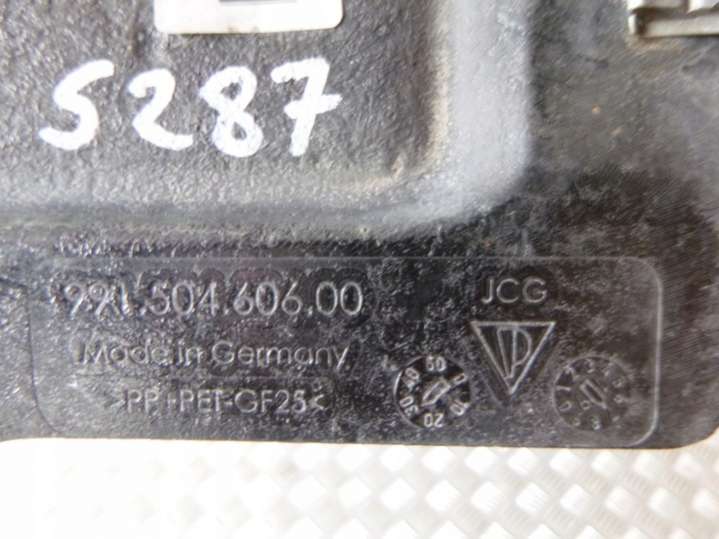 S287
991.504.606.00
JCG
Made in Germany
>PP+PET-GF25<